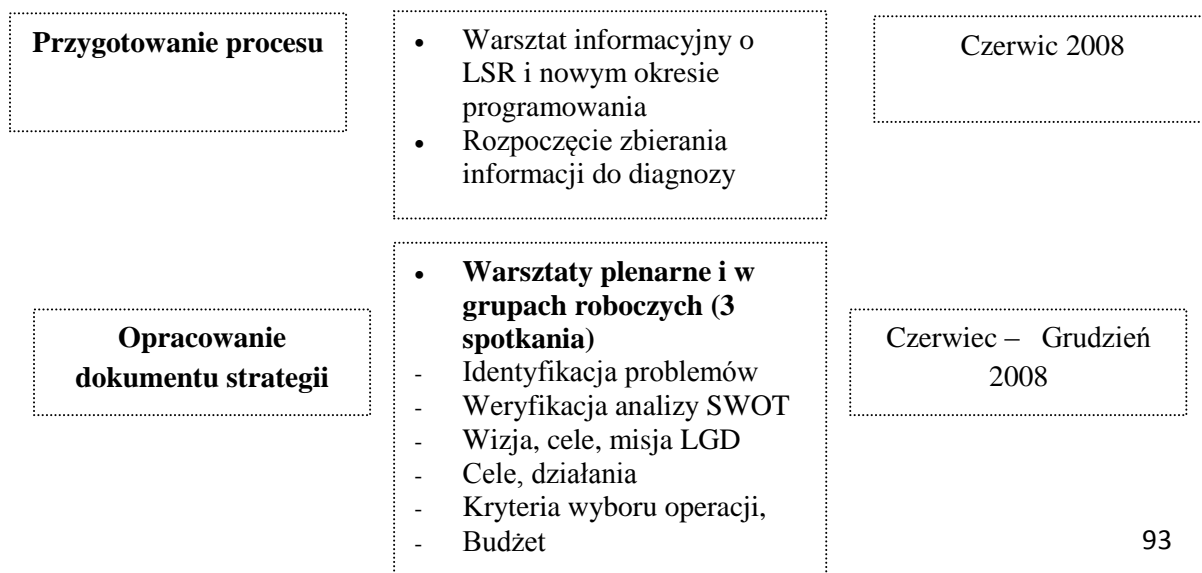 Przygotowanie procesu
• Warsztat informacyjny o
LSR i nowym okresie
programowania
• Rozpoczęcie zbierania
informacji do diagnozy
Czerwic 2008
Opracowanie
dokumentu strategii
• Warsztaty plenarne i w
grupach roboczych (3
spotkania)
- Identyfikacja problemów
- Weryfikacja analizy SWOT
- Wizja, cele, misja LGD
- Cele, działania
- Kryteria wyboru operacji,
- Budżet
Czerwiec – Grudzień
2008
93